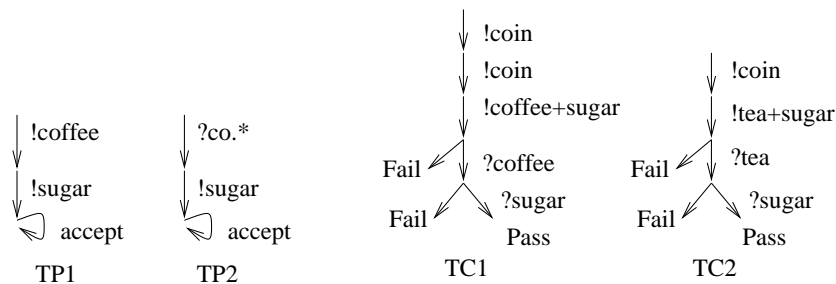 !coffee
!sugar
accept
TP1
?co.*
!sugar
accept
TP2
!coin
!coin
!coffee+sugar
?coffee
Fail
?sugar
Fail
Pass
TC1
!coin
!tea+sugar
?tea
Fail
?sugar
Fail
Pass
TC2